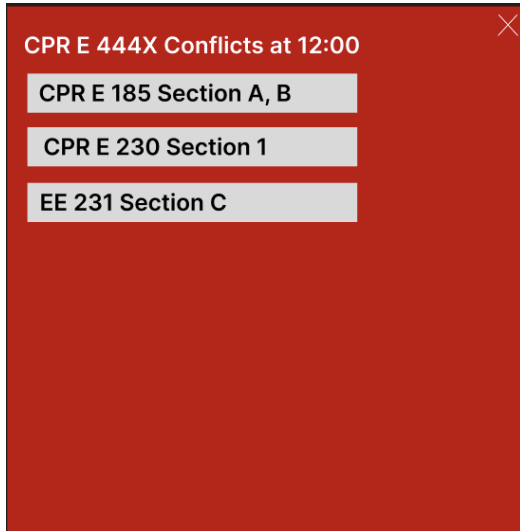 CPR E 444X Conflicts at 12:00
CPR E 185 Section A, B
CPR E 230 Section 1
EE 231 Section C